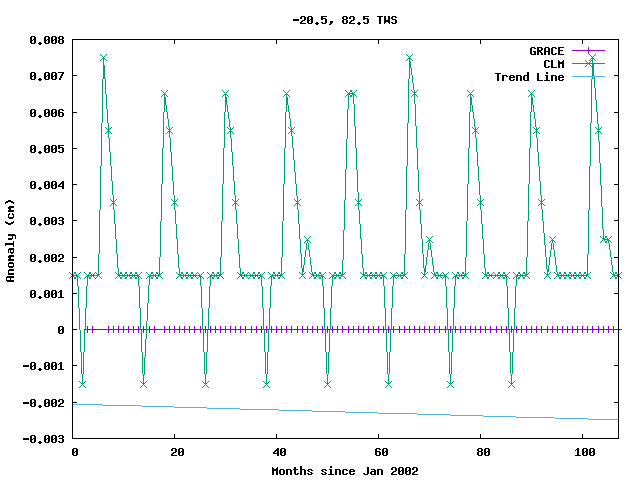 -20.5, 82.5 TWS
GRACE
CLM
Trend Line
0.008
0.007
0.006
0.005
0.004
0.003
0.002
0.001
0
-0.001
-0.002
-0.003
Anomaly (cm)
0 20 40 60 80 100
Months since Jan 2002